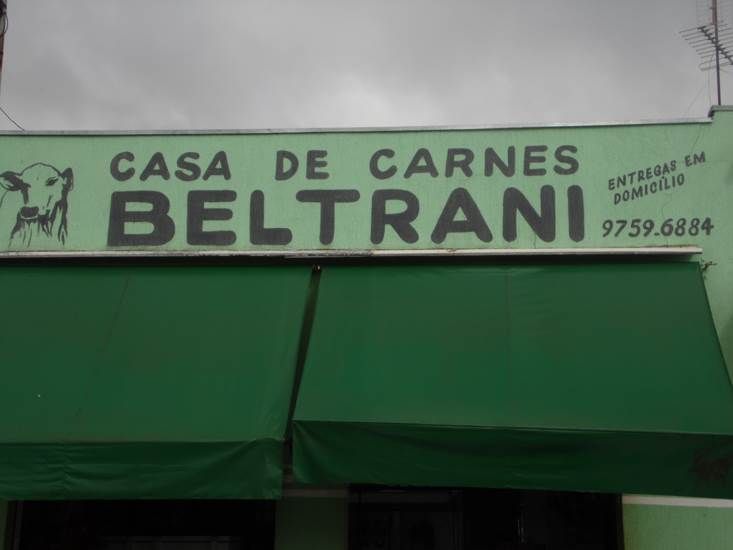 CASA DE CARNES
BELTRANI
ENTREGAS EM
DOMICÍLIO
9759.6884